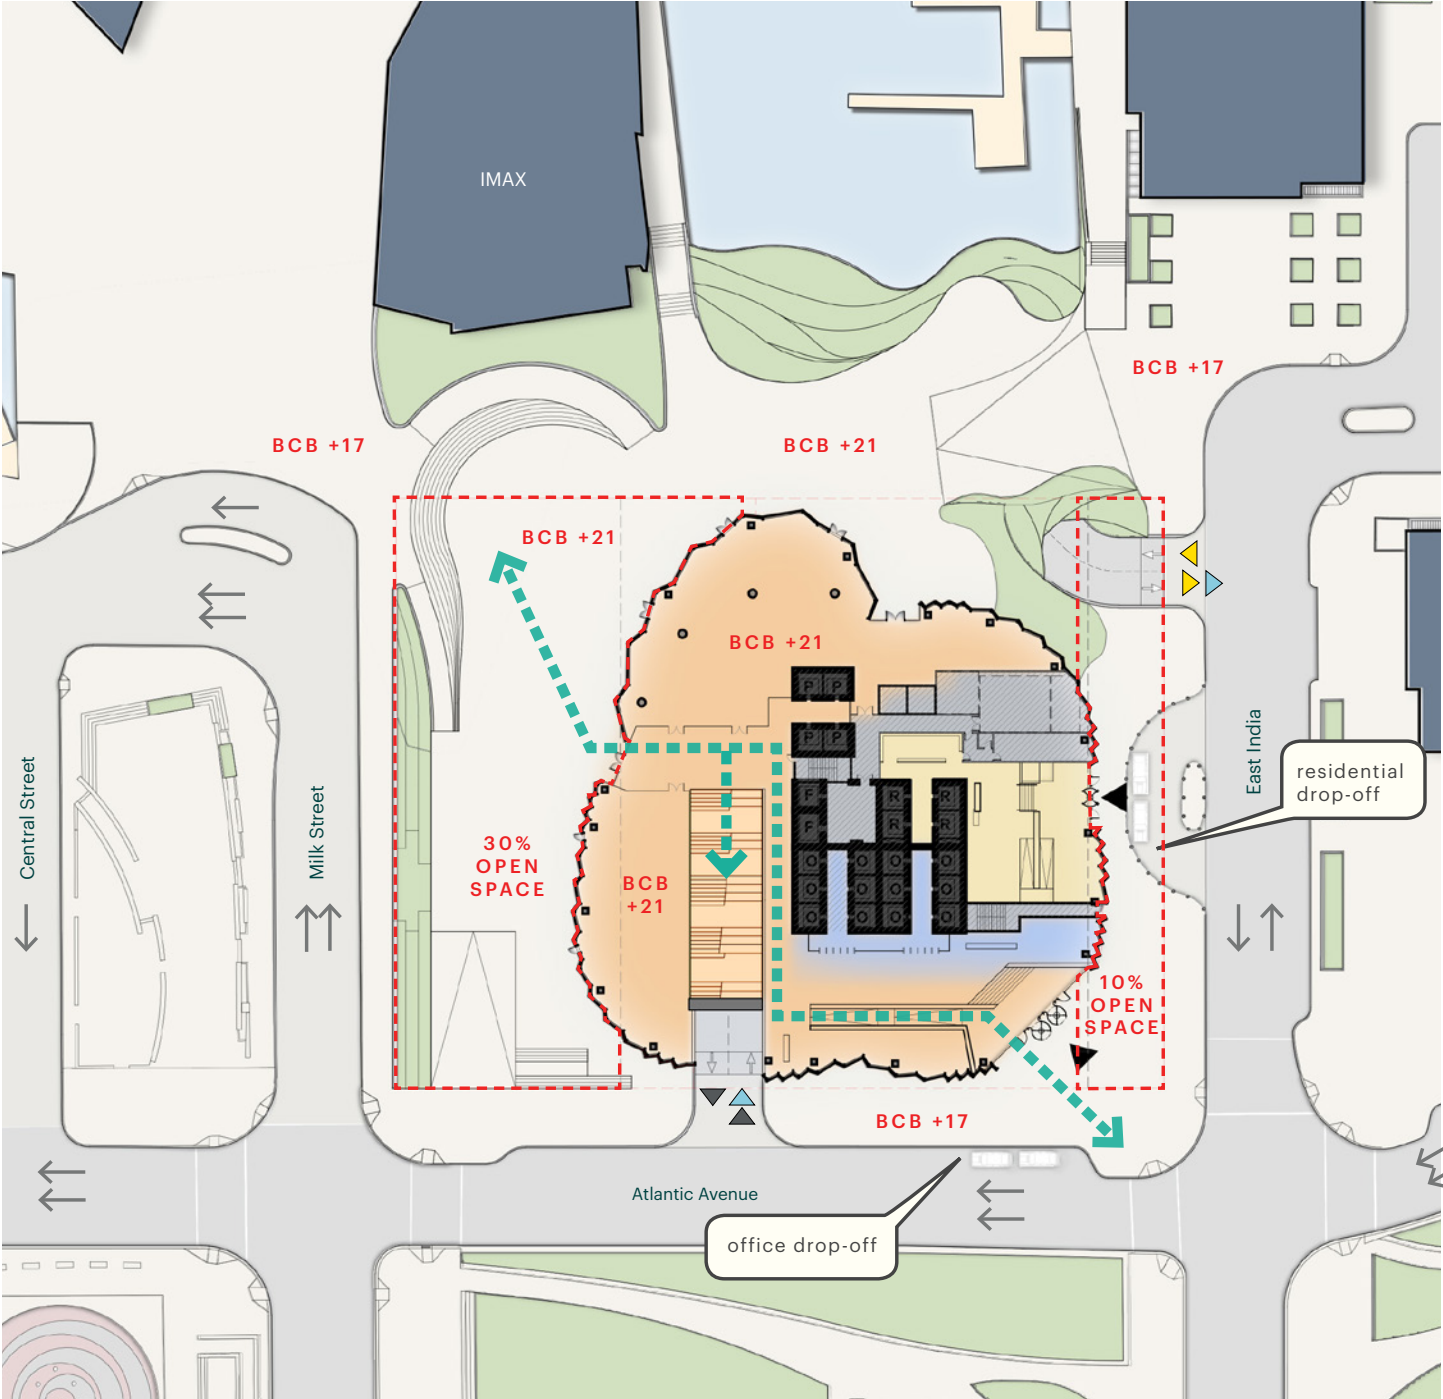 IMAX
BCB +17
BCB +17
BCB +21
BCB +21
BCB +21
P P
P P
F
R
R
F
R
R
O
O
O
O
O
O
O
O
O
O
O
O
30%
OPEN
SPACE
BCB
+21
10%
OPEN
SPACE
BCB +17
Central Street
Milk Street
East India
residential
drop-off
Atlantic Avenue
office drop-off